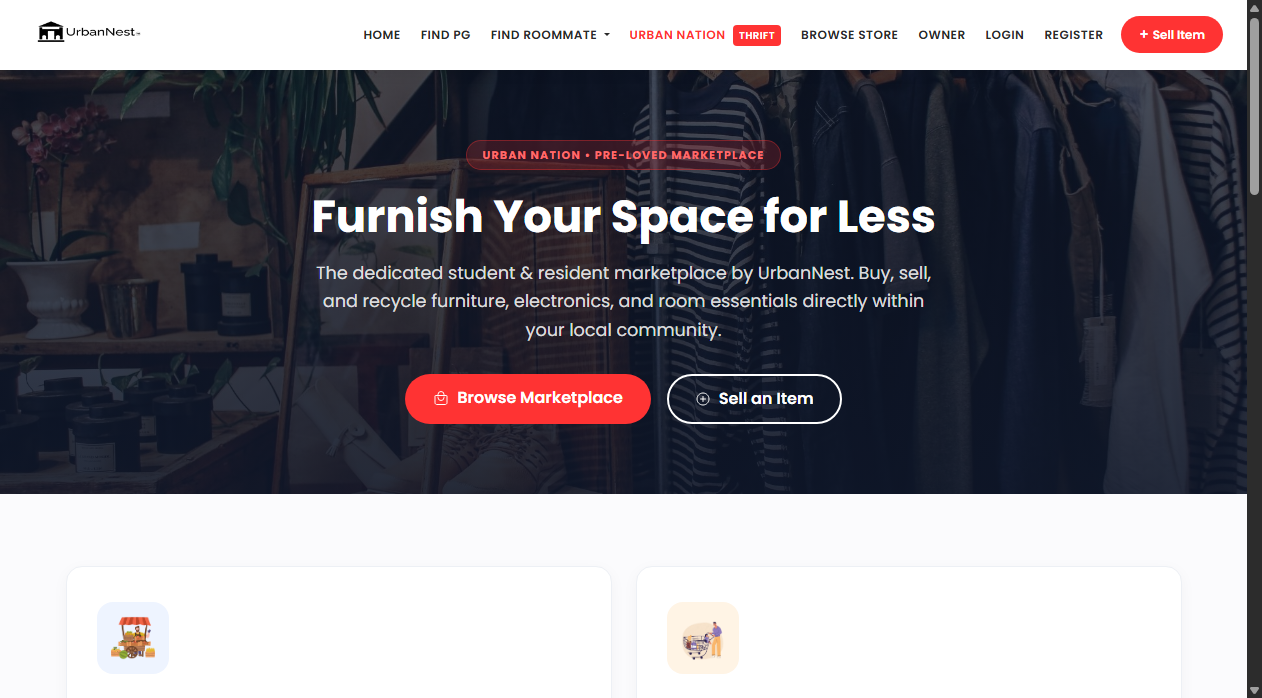 UrbanNest
HOME FIND PG FIND ROOMMATE URBAN NATION THRIFT BROWSE STORE OWNER LOGIN REGISTER + Sell Item
URBAN NATION • PRE-LOVED MARKETPLACE
Furnish Your Space for Less
The dedicated student & resident marketplace by UrbanNest. Buy, sell,
and recycle furniture, electronics, and room essentials directly within
your local community.
Browse Marketplace Sell an Item